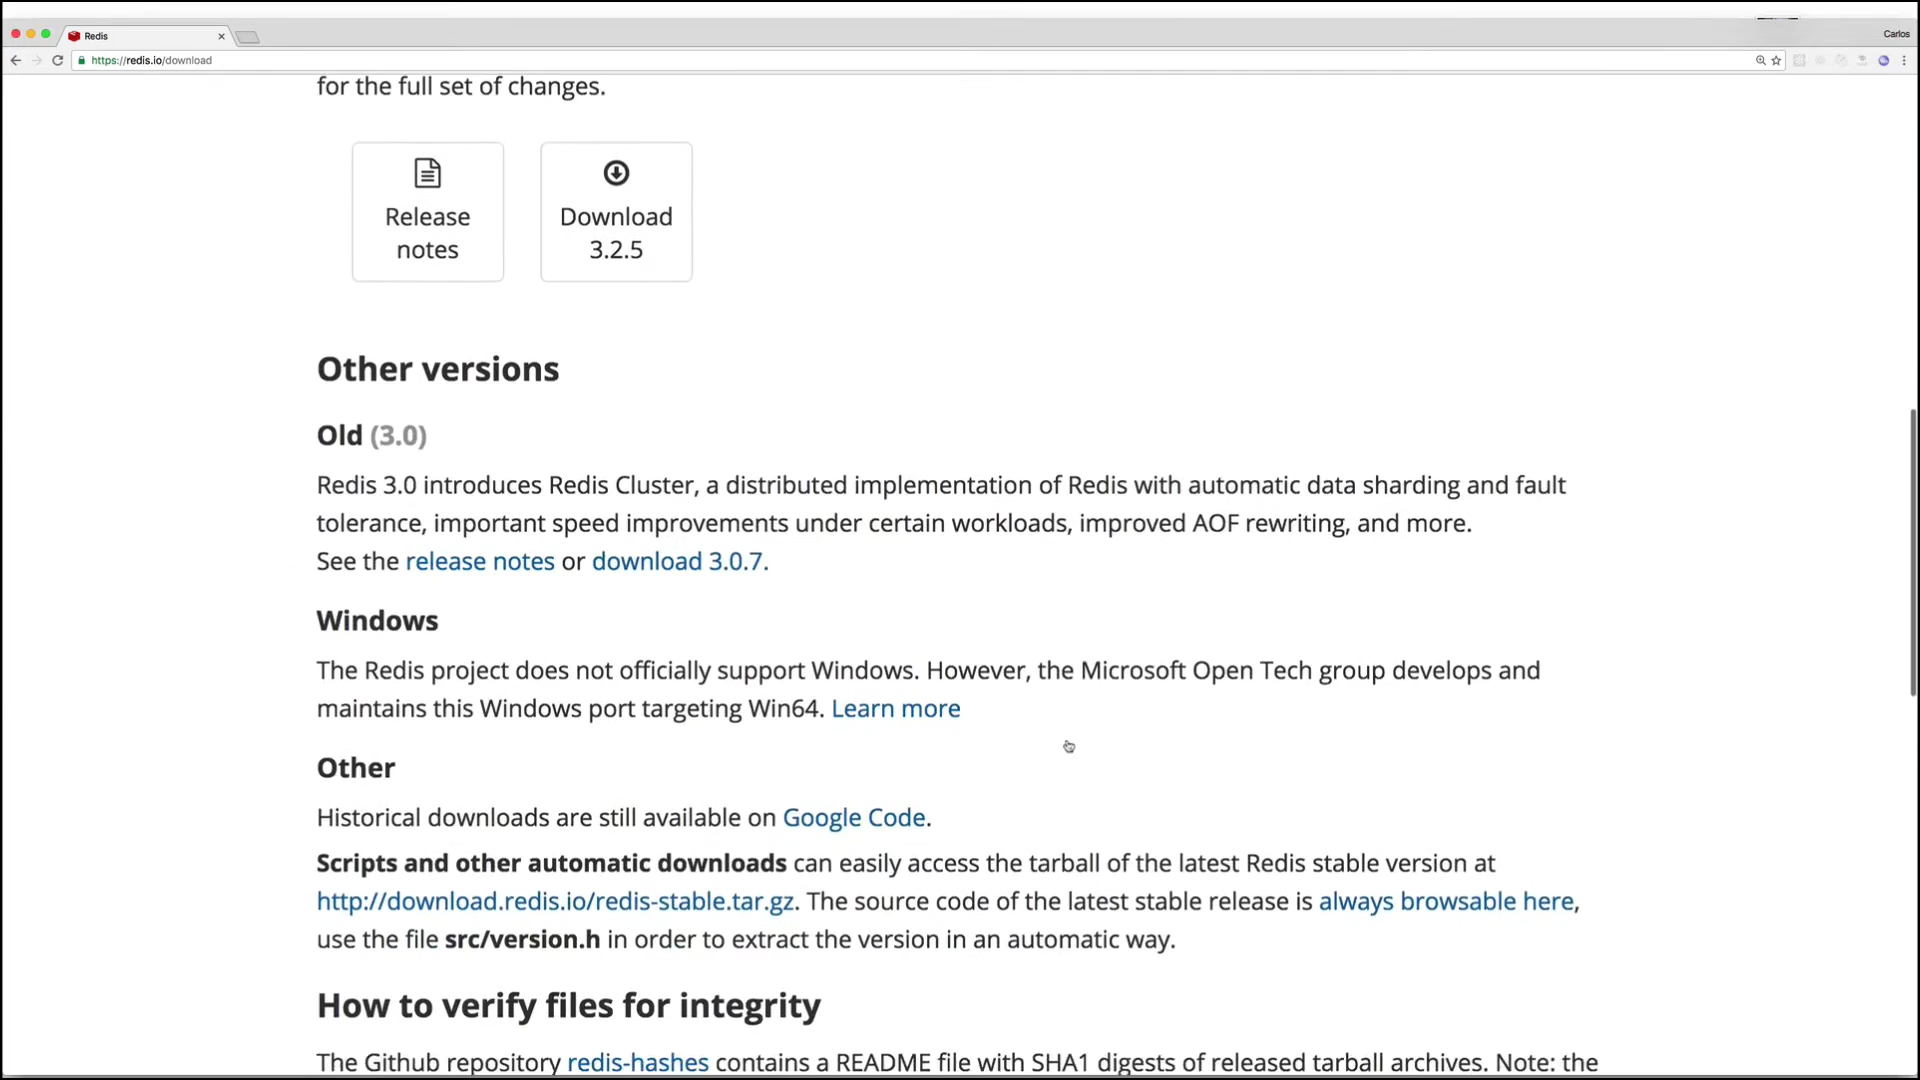 Redis
Carlos
https://redis.io/download
for the full set of changes.
Release
notes
Download
3.2.5
Other versions
Old (3.0)
Redis 3.0 introduces Redis Cluster, a distributed implementation of Redis with automatic data sharding and fault
tolerance, important speed improvements under certain workloads, improved AOF rewriting, and more.
See the release notes or download 3.0.7.
Windows
The Redis project does not officially support Windows. However, the Microsoft Open Tech group develops and
maintains this Windows port targeting Win64. Learn more
Other
Historical downloads are still available on Google Code.
Scripts and other automatic downloads can easily access the tarball of the latest Redis stable version at
http://download.redis.io/redis-stable.tar.gz. The source code of the latest stable release is always browsable here,
use the file src/version.h in order to extract the version in an automatic way.
How to verify files for integrity
The Github repository redis-hashes contains a README file with SHA1 digests of released tarball archives. Note: the